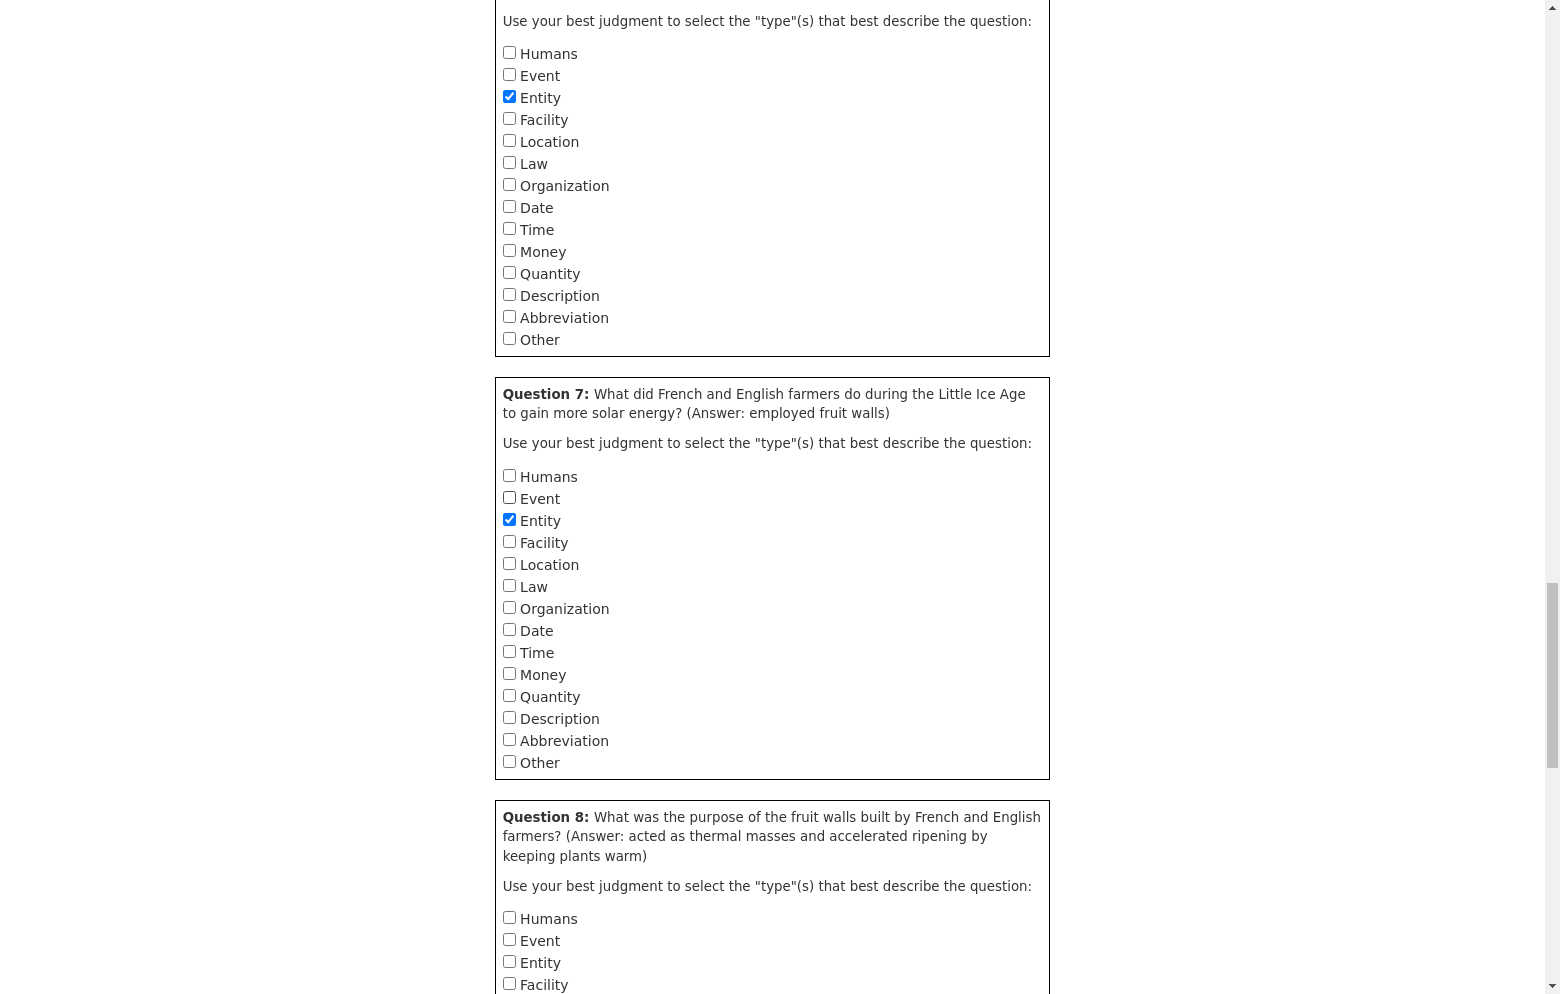 Use your best judgment to select the "type"(s) that best describe the question:
Humans
Event
Entity
Facility
Location
Law
Organization
Date
Time
Money
Quantity
Description
Abbreviation
Other
Question 7: What did French and English farmers do during the Little Ice Age
to gain more solar energy? (Answer: employed fruit walls)
Use your best judgment to select the "type"(s) that best describe the question:
Humans
Event
Entity
Facility
Location
Law
Organization
Date
Time
Money
Quantity
Description
Abbreviation
Other
Question 8: What was the purpose of the fruit walls built by French and English
farmers? (Answer: acted as thermal masses and accelerated ripening by
keeping plants warm)
Use your best judgment to select the "type"(s) that best describe the question:
Humans
Event
Entity
Facility